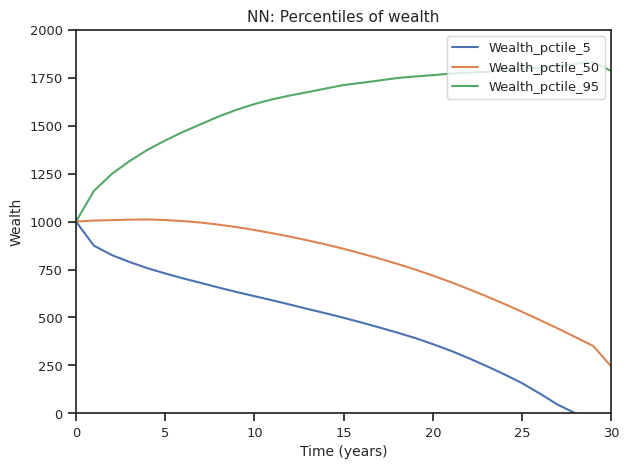 NN: Percentiles of wealth
2000
1750
1500
1250
1000
750
500
250
0
Wealth
Wealth_pctile_5
Wealth_pctile_50
Wealth_pctile_95
0 5 10 15 20 25 30
Time (years)